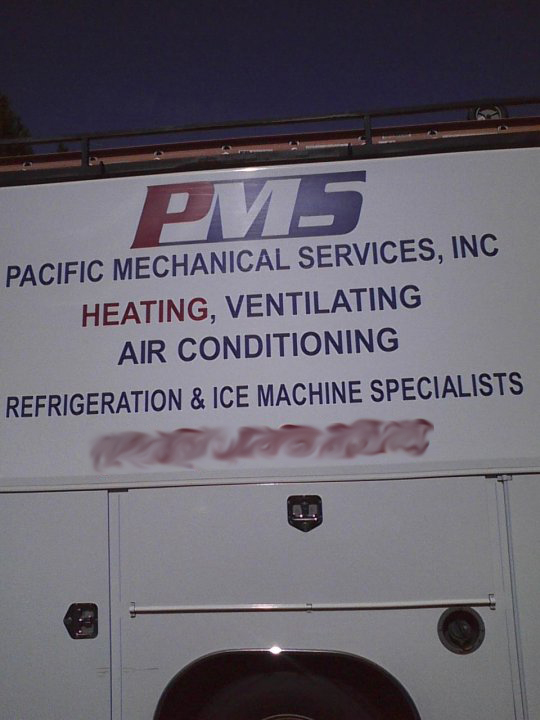 PMS
PACIFIC MECHANICAL SERVICES, INC
HEATING, VENTILATING
AIR CONDITIONING
REFRIGERATION & ICE MACHINE SPECIALISTS